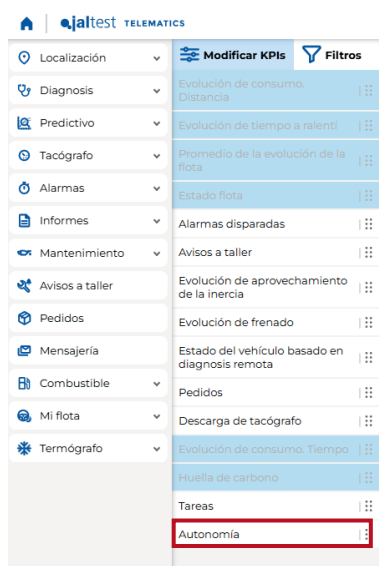 ajaltest TELEMATICS
Localización
Diagnosis
Predictivo
Tacógrafo
Alarmas
Informes
Mantenimiento
Avisos a taller
Pedidos
Mensajería
Combustible
Mi flota
Termógrafo
Modificar KPIs
Filtros
Evolución de consumo.
Distancia
Evolución de tiempo a ralentí
Promedio de la evolución de la
flota
Estado flota
Alarmas disparadas
Avisos a taller
Evolución de aprovechamiento
de la inercia
Evolución de frenado
Estado del vehículo basado en
diagnosis remota
Pedidos
Descarga de tacógrafo
Evolución de consumo. Tiempo
Huella de carbono
Tareas
Autonomía